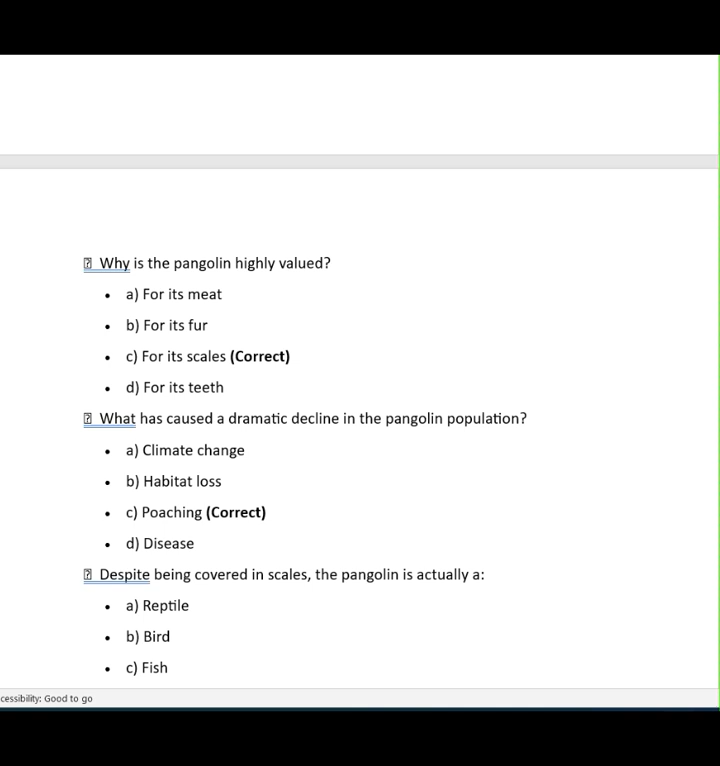 ⍰ Why is the pangolin highly valued?
• a) For its meat
• b) For its fur
• c) For its scales (Correct)
• d) For its teeth
⍰ What has caused a dramatic decline in the pangolin population?
• a) Climate change
• b) Habitat loss
• c) Poaching (Correct)
• d) Disease
⍰ Despite being covered in scales, the pangolin is actually a:
• a) Reptile
• b) Bird
• c) Fish
cessibility: Good to go